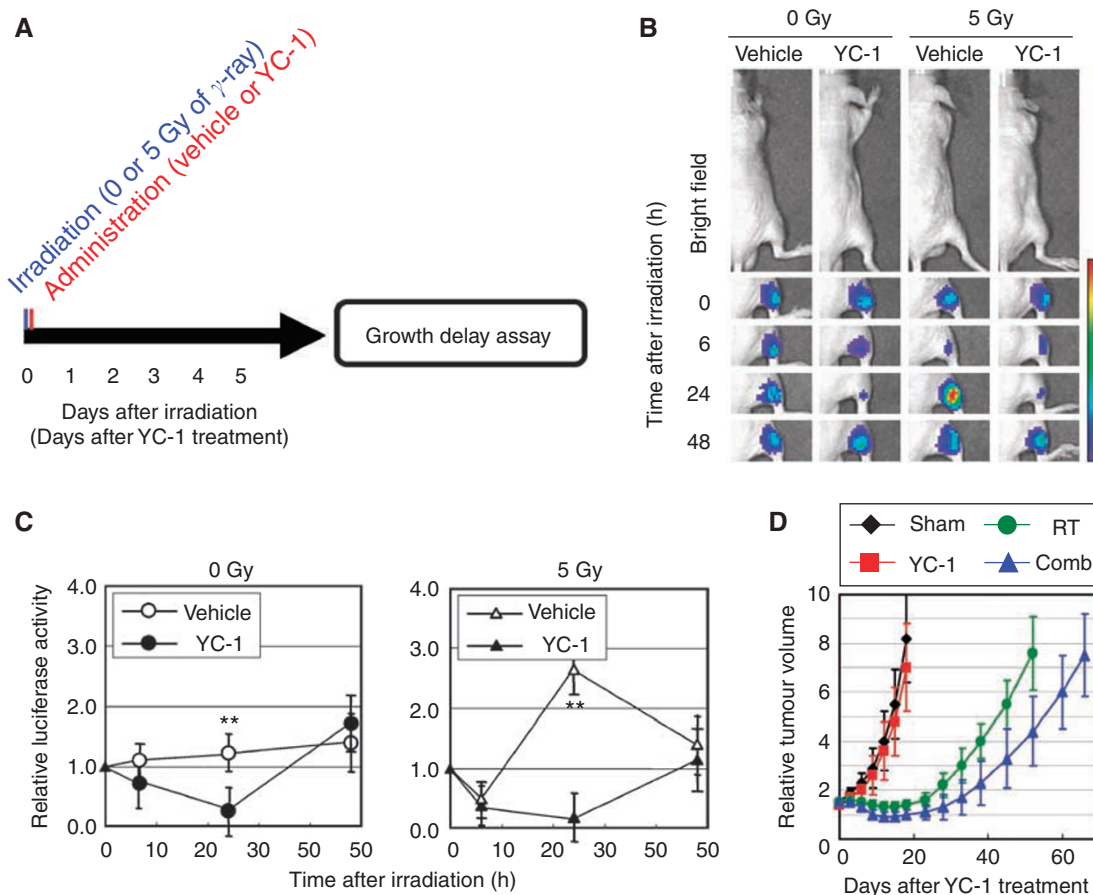 A
Irradiation (0 or 5 Gy of γ-ray)
Administration (vehicle or YC-1)
Growth delay assay
0 1 2 3 4 5
Days after irradiation
(Days after YC-1 treatment)
B
0 Gy 5 Gy
Vehicle YC-1 Vehicle YC-1
Bright field
Time after irradiation (h)
0
6
24
48
C
0 Gy
4.0
3.0
2.0
1.0
0.0
Relative luciferase activity
Vehicle
YC-1
**
0 10 20 30 40 50
5 Gy
4.0
3.0
2.0
1.0
0.0
Vehicle
YC-1
**
0 10 20 30 40 50
Time after irradiation (h)
D
Sham RT
YC-1 Comb
10
8
6
4
2
0
Relative tumour volume
0 20 40 60
Days after YC-1 treatment